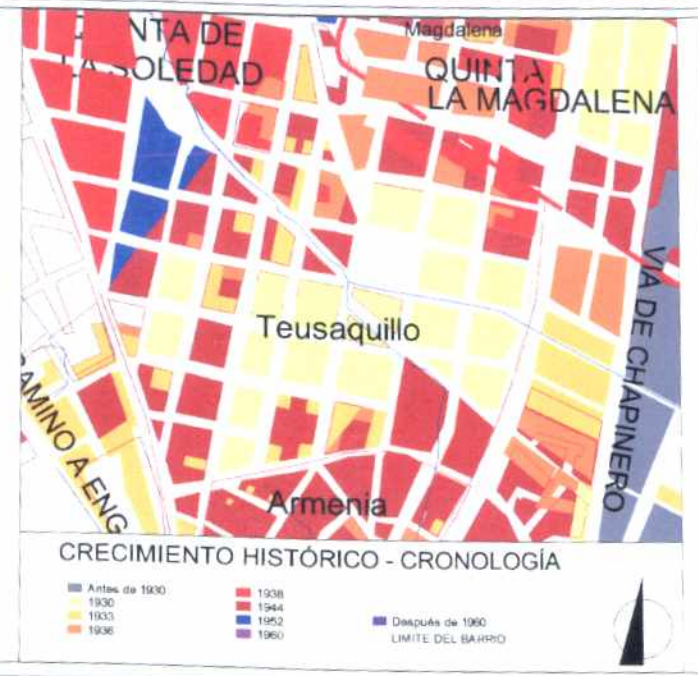 NTA DE
LA SOLEDAD
Magdalena
QUINTA
LA MAGDALENA
VIA DE CHAPINERO
Teusaquillo
CAMINO A ENG
Armenia
CRECIMIENTO HISTÓRICO - CRONOLOGÍA
Antes de 1930
1930
1933
1936
1938
1944
1952
1960
Después de 1960
LIMITE DEL BARRIO